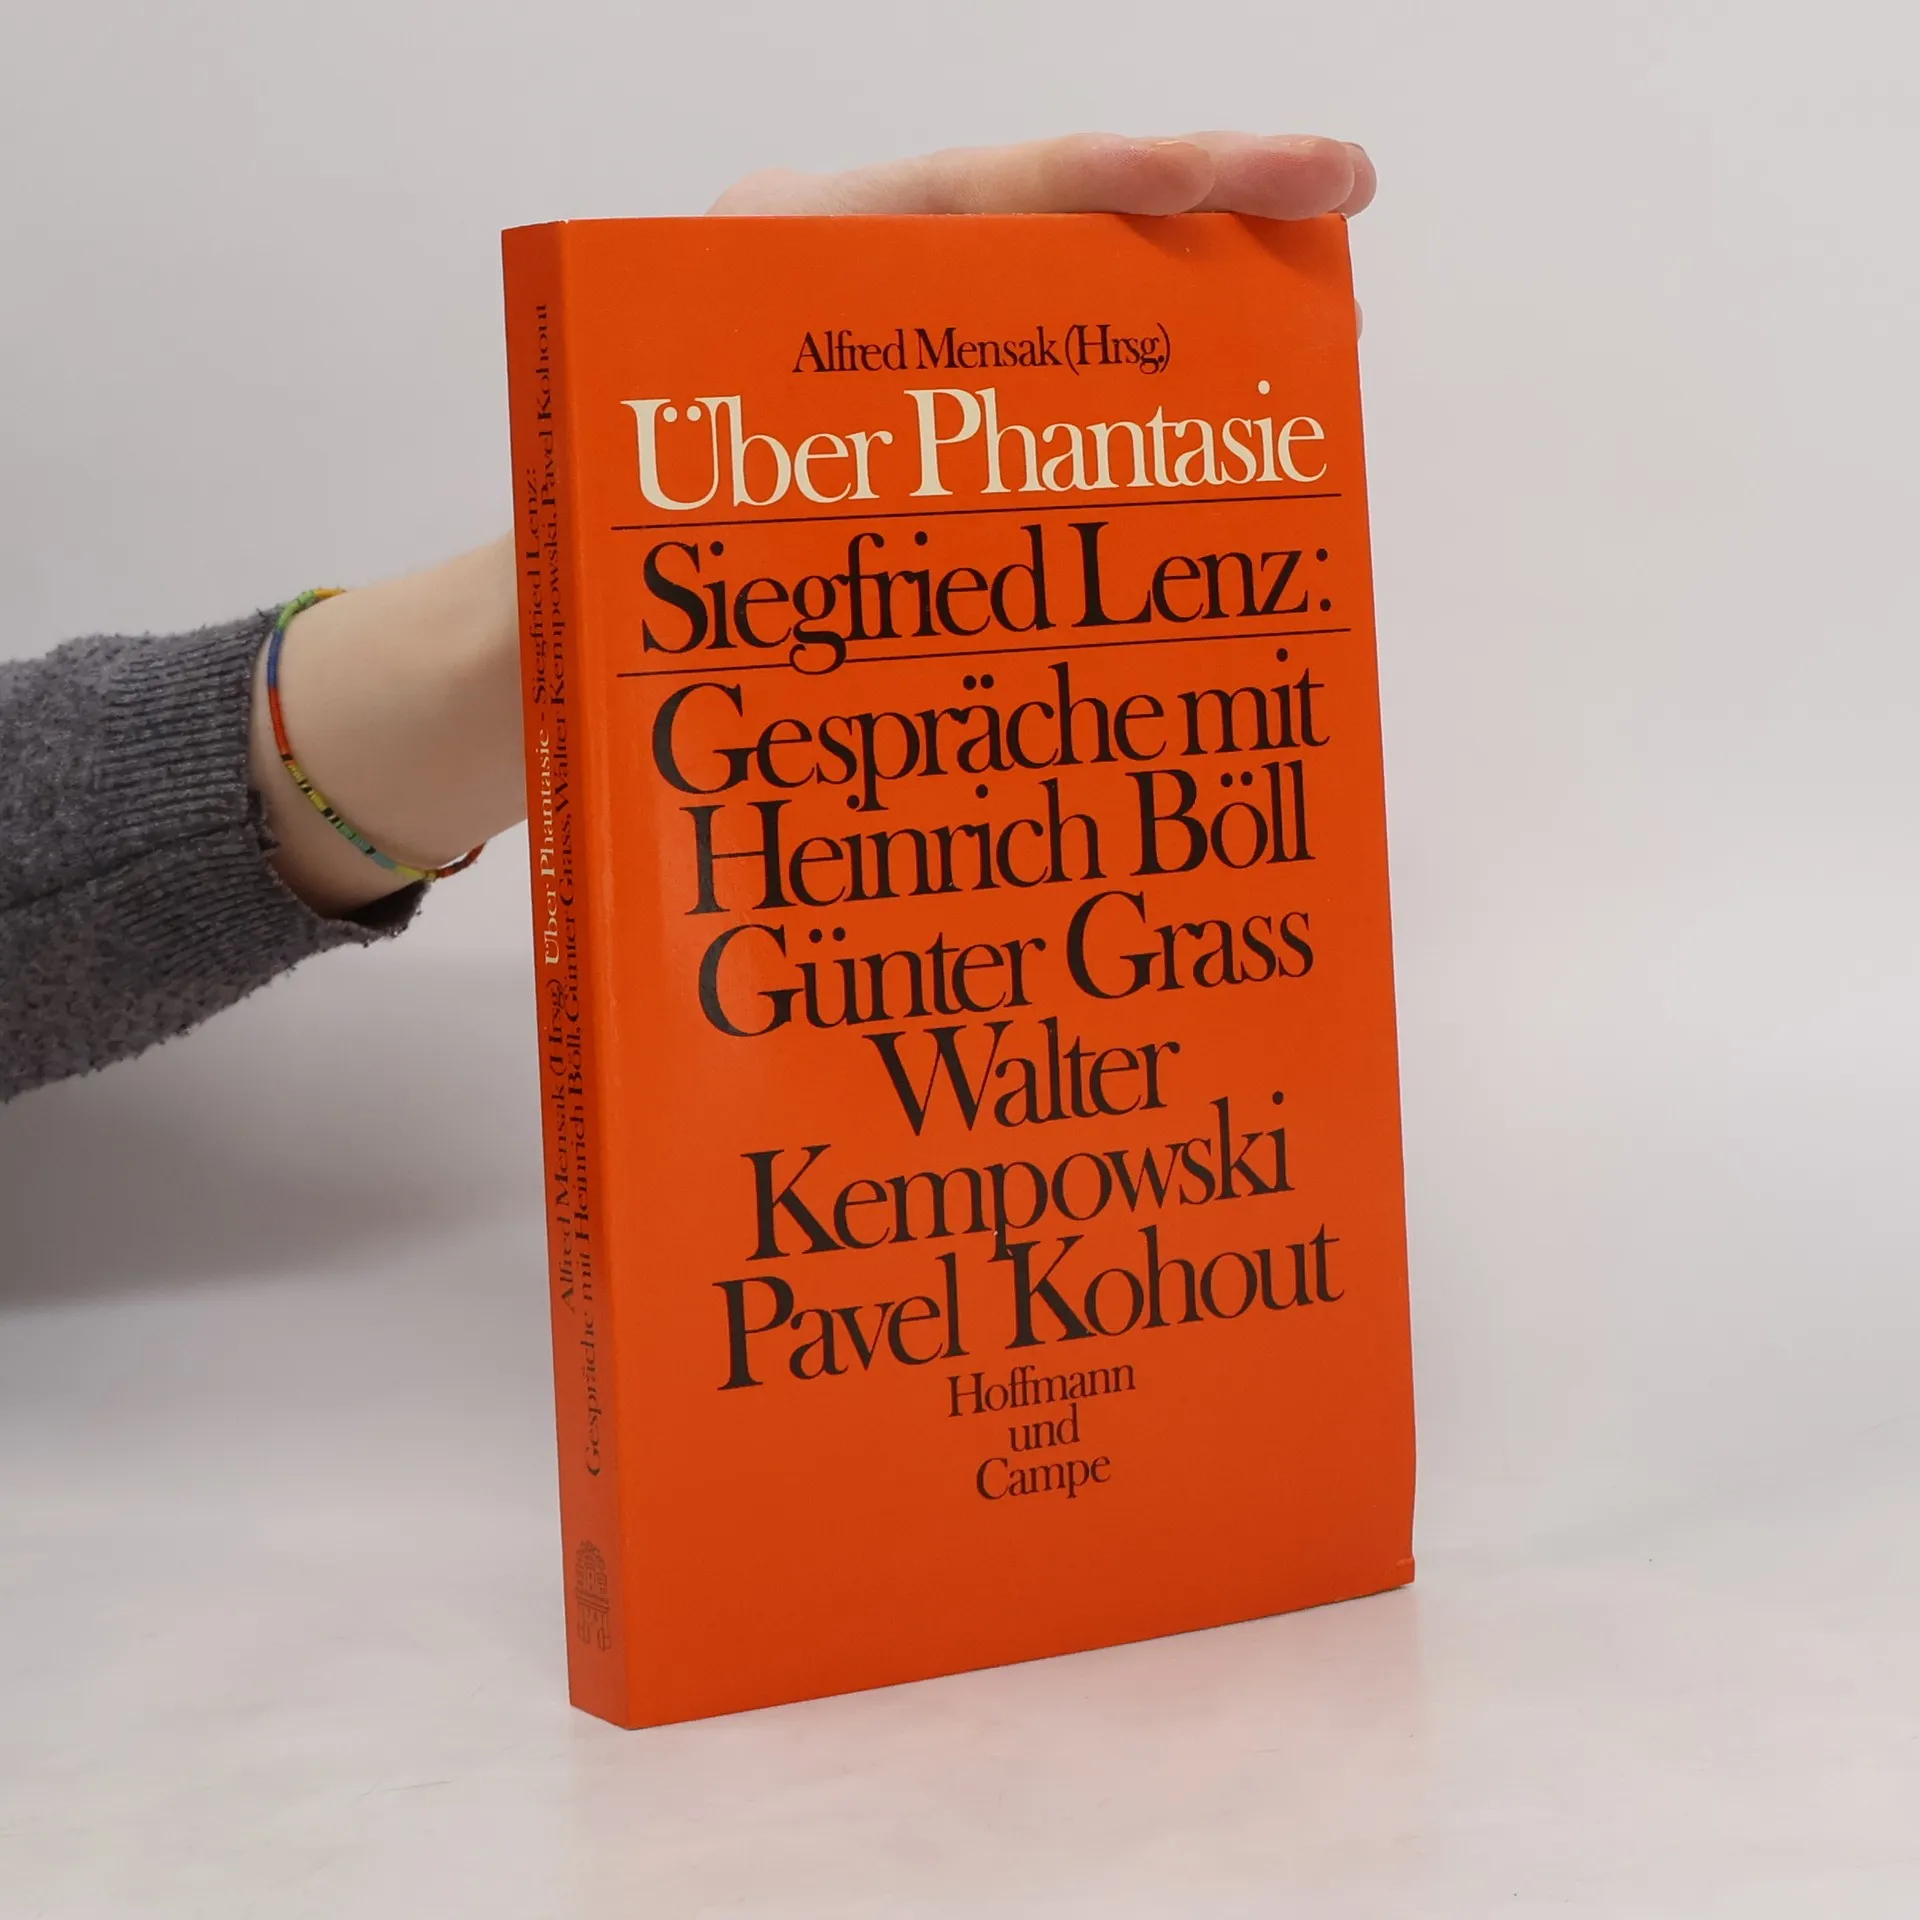 Alfred Mensak (Hrsg.)
Über Phantasie
Siegfried Lenz:
Gespräche mit
Heinrich Böll
Günter Grass
Walter
Kempowski
Pavel Kohout
Hoffmann
und
Campe
Alfred Mensak (Hrsg.) Über Phantasie - Siegfried Lenz:
Gespräche mit Heinrich Böll, Günter Grass, Walter Kempowski, Pavel Kohout